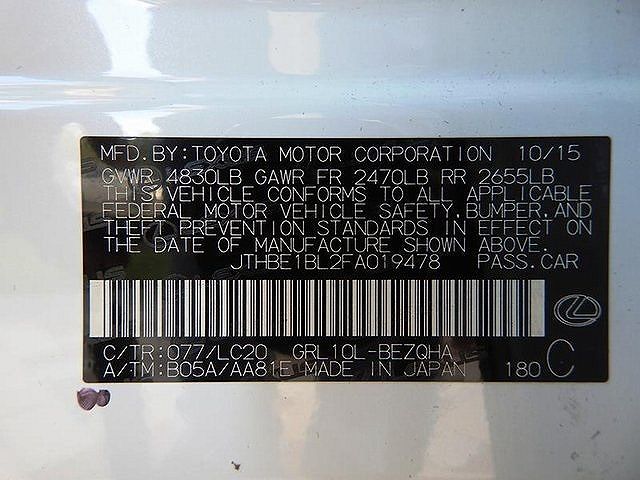 MFD. BY: TOYOTA MOTOR CORPORATION 10/15
GVWR 4830LB GAWR FR 2470LB RR 2655LB
THIS VEHICLE CONFORMS TO ALL APPLICABLE
FEDERAL MOTOR VEHICLE SAFETY, BUMPER, AND
THEFT PREVENTION STANDARDS IN EFFECT ON
THE DATE OF MANUFACTURE SHOWN ABOVE.
JTHBE1BL2FA019478 PASS. CAR
C/TR: 077/LC20 GRL10L-BEZQHA
A/TM: B05A/AA81E MADE IN JAPAN 180 C